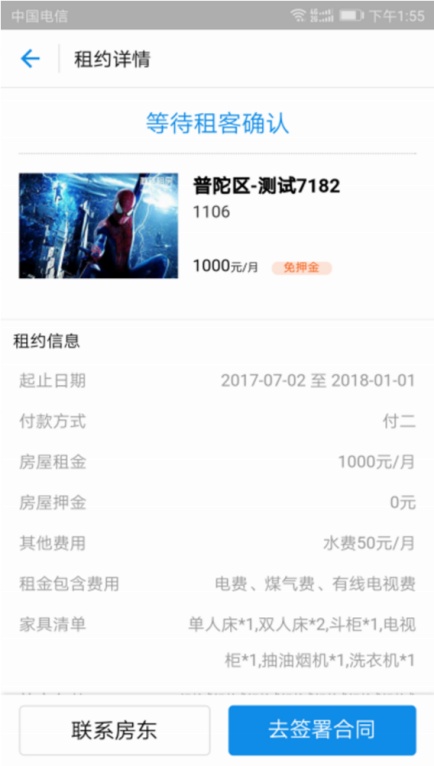 中国电信
下午1:55
租约详情
等待租客确认
普陀区-测试7182
1106
1000元/月 免押金
租约信息
起止日期 2017-07-02 至 2018-01-01
付款方式 付二
房屋租金 1000元/月
房屋押金 0元
其他费用 水费50元/月
租金包含费用 电费、煤气费、有线电视费
家具清单 单人床*1,双人床*2,斗柜*1,电视
柜*1,抽油烟机*1,洗衣机*1
联系房东 去签署合同